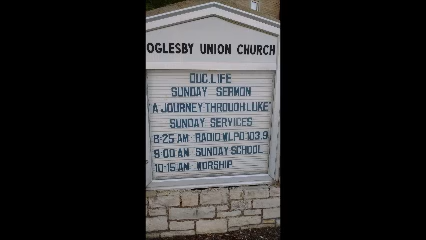 OGLESBY UNION CHURCH
OUC.LIFE
SUNDAY SERMON
"A JOURNEY THROUGH LUKE"
SUNDAY SERVICES
8:25 AM RADIO WLPO 103.9
9:00 AM SUNDAY SCHOOL
10:15 AM WORSHIP